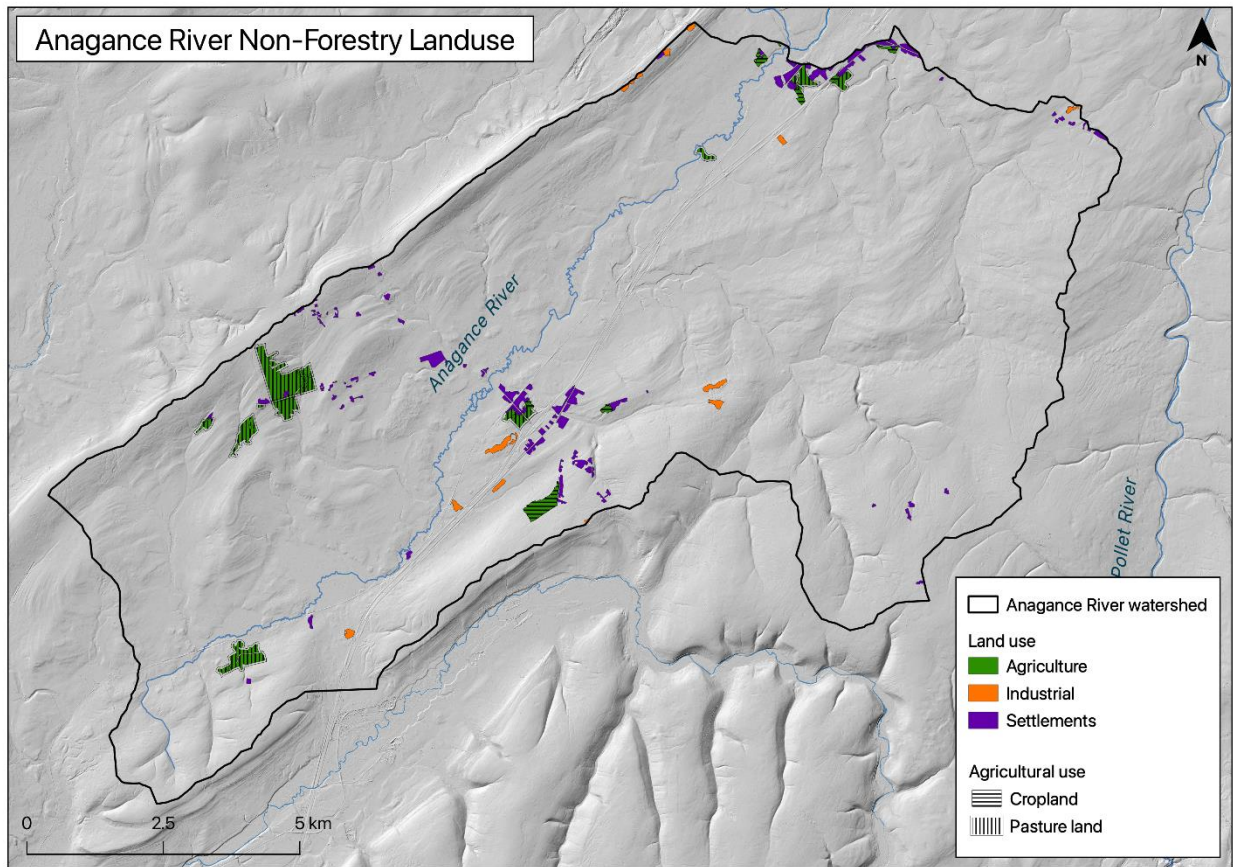 Anagance River Non-Forestry Landuse
N
Anagance River
Pollet River
Anagance River watershed
Land use
Agriculture
Industrial
Settlements
Agricultural use
Cropland
Pasture land
0 2.5 5 km